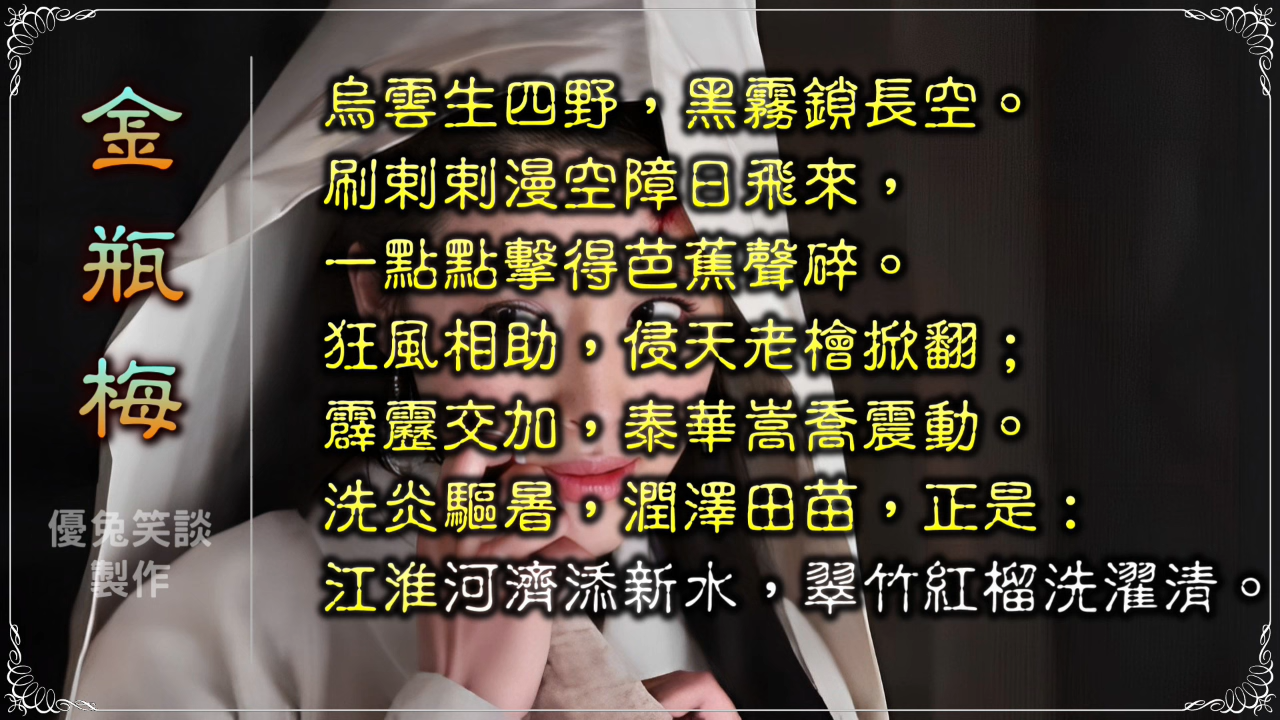 金瓶梅
優兔笑談
製作
烏雲生四野，黑霧鎖長空。
刷剌剌漫空障日飛來，
一點點擊得芭蕉聲碎。
狂風相助，侵天老檜掀翻；
霹靂交加，泰華嵩喬震動。
洗炎驅暑，潤澤田苗，正是：
江淮河濟添新水，翠竹紅榴洗濯清。